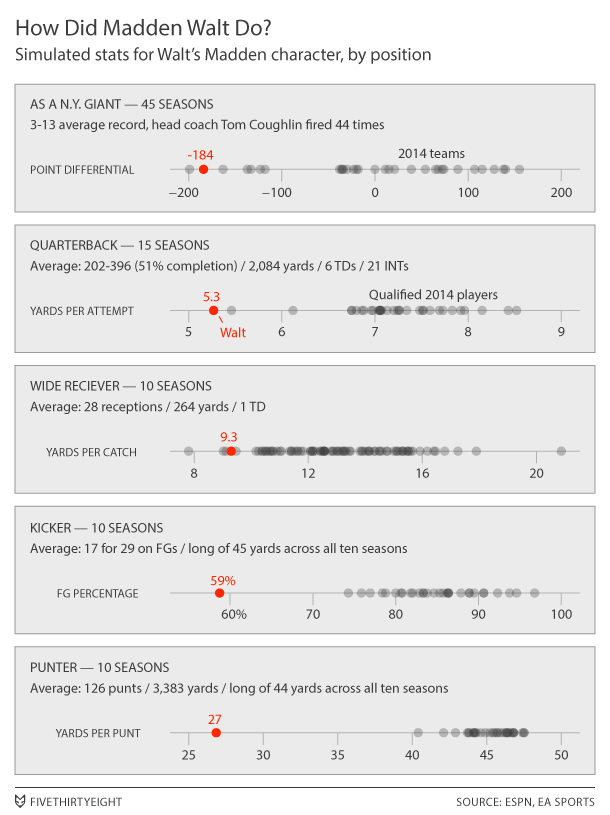 How Did Madden Walt Do?
Simulated stats for Walt's Madden character, by position
AS A N.Y. GIANT — 45 SEASONS
3-13 average record, head coach Tom Coughlin fired 44 times
-184
2014 teams
POINT DIFFERENTIAL
−200 −100 0 100 200
QUARTERBACK — 15 SEASONS
Average: 202-396 (51% completion) / 2,084 yards / 6 TDs / 21 INTs
5.3
Qualified 2014 players
YARDS PER ATTEMPT
5 Walt 6 7 8 9
WIDE RECIEVER — 10 SEASONS
Average: 28 receptions / 264 yards / 1 TD
9.3
YARDS PER CATCH
8 12 16 20
KICKER — 10 SEASONS
Average: 17 for 29 on FGs / long of 45 yards across all ten seasons
59%
FG PERCENTAGE
60% 70 80 90 100
PUNTER — 10 SEASONS
Average: 126 punts / 3,383 yards / long of 44 yards across all ten seasons
27
YARDS PER PUNT
25 30 35 40 45 50
FIVETHIRTYEIGHT
SOURCE: ESPN, EA SPORTS